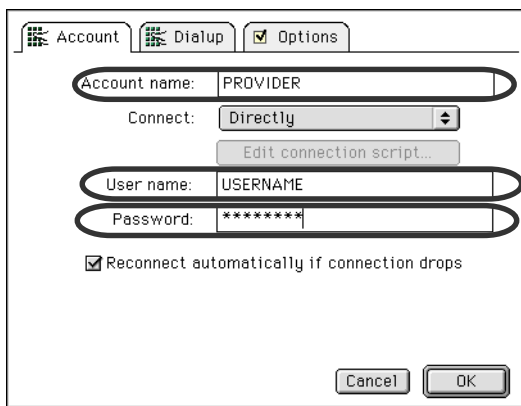 Account Dialup Options
Account name: PROVIDER
Connect: Directly
Edit connection script...
User name: USERNAME
Password: ********
Reconnect automatically if connection drops
Cancel OK